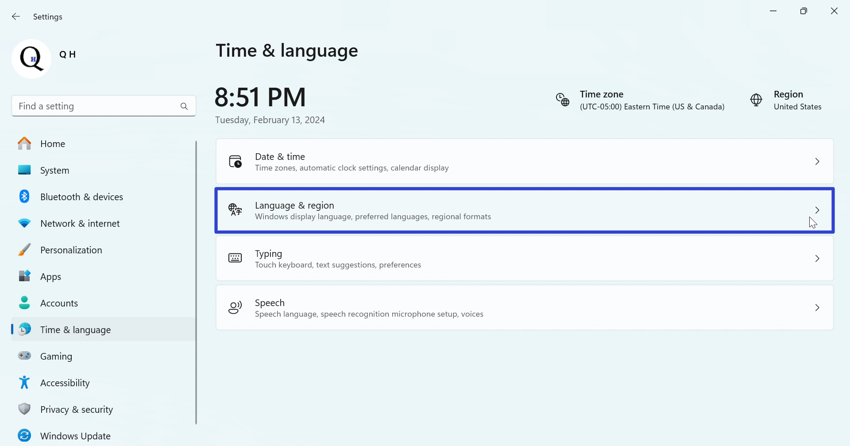 Settings
Q H
Q H
Find a setting
Home
System
Bluetooth & devices
Network & internet
Personalization
Apps
Accounts
Time & language
Gaming
Accessibility
Privacy & security
Windows Update
Time & language
8:51 PM
Tuesday, February 13, 2024
Time zone
(UTC-05:00) Eastern Time (US & Canada)
Region
United States
Date & time
Time zones, automatic clock settings, calendar display
Language & region
Windows display language, preferred languages, regional formats
Typing
Touch keyboard, text suggestions, preferences
Speech
Speech language, speech recognition microphone setup, voices